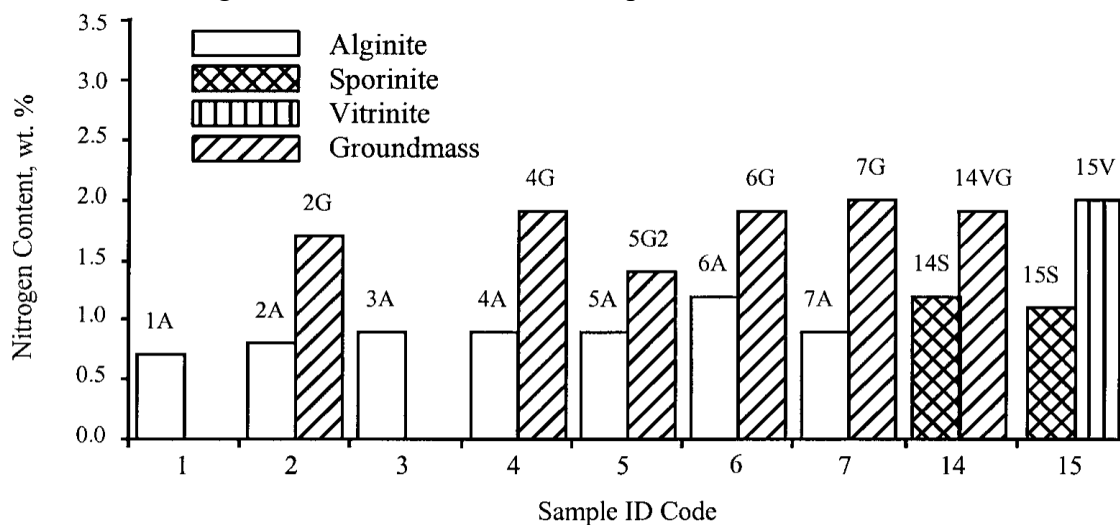 3.5
3.0
2.5
2.0
1.5
1.0
0.5
0.0
Nitrogen Content, wt. %
Alginite
Sporinite
Vitrinite
Groundmass
1A
2A
2G
3A
4A
4G
5A
5G2
6A
6G
7A
7G
14S
14VG
15S
15V
1 2 3 4 5 6 7 14 15
Sample ID Code